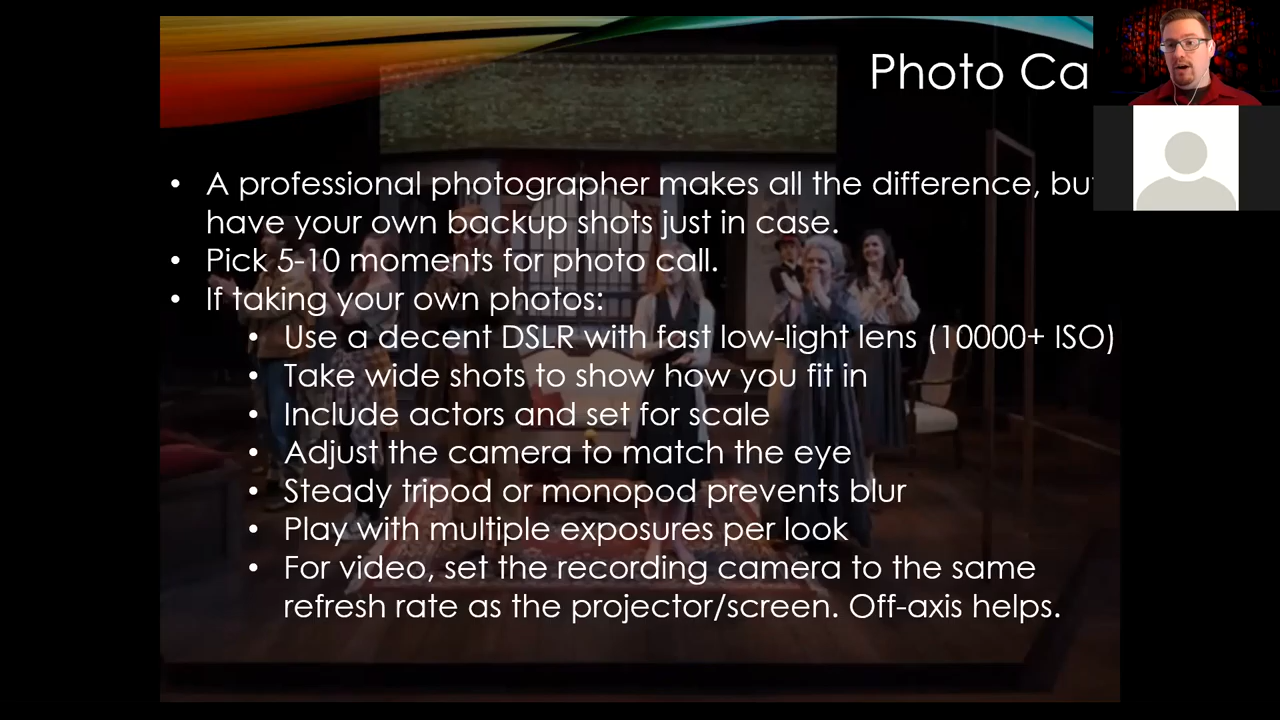 Photo Ca
• A professional photographer makes all the difference, bu
have your own backup shots just in case.
• Pick 5-10 moments for photo call.
• If taking your own photos:
• Use a decent DSLR with fast low-light lens (10000+ ISO)
• Take wide shots to show how you fit in
• Include actors and set for scale
• Adjust the camera to match the eye
• Steady tripod or monopod prevents blur
• Play with multiple exposures per look
• For video, set the recording camera to the same
refresh rate as the projector/screen. Off-axis helps.